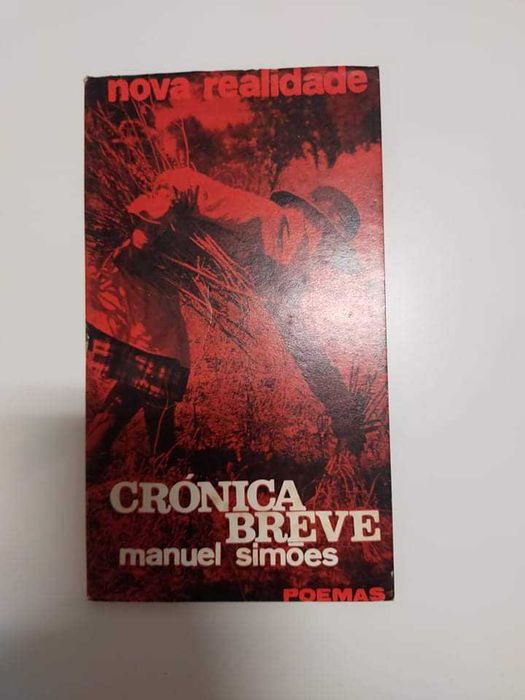 nova realidade
CRÓNICA
BREVE
manuel simões
POEMAS